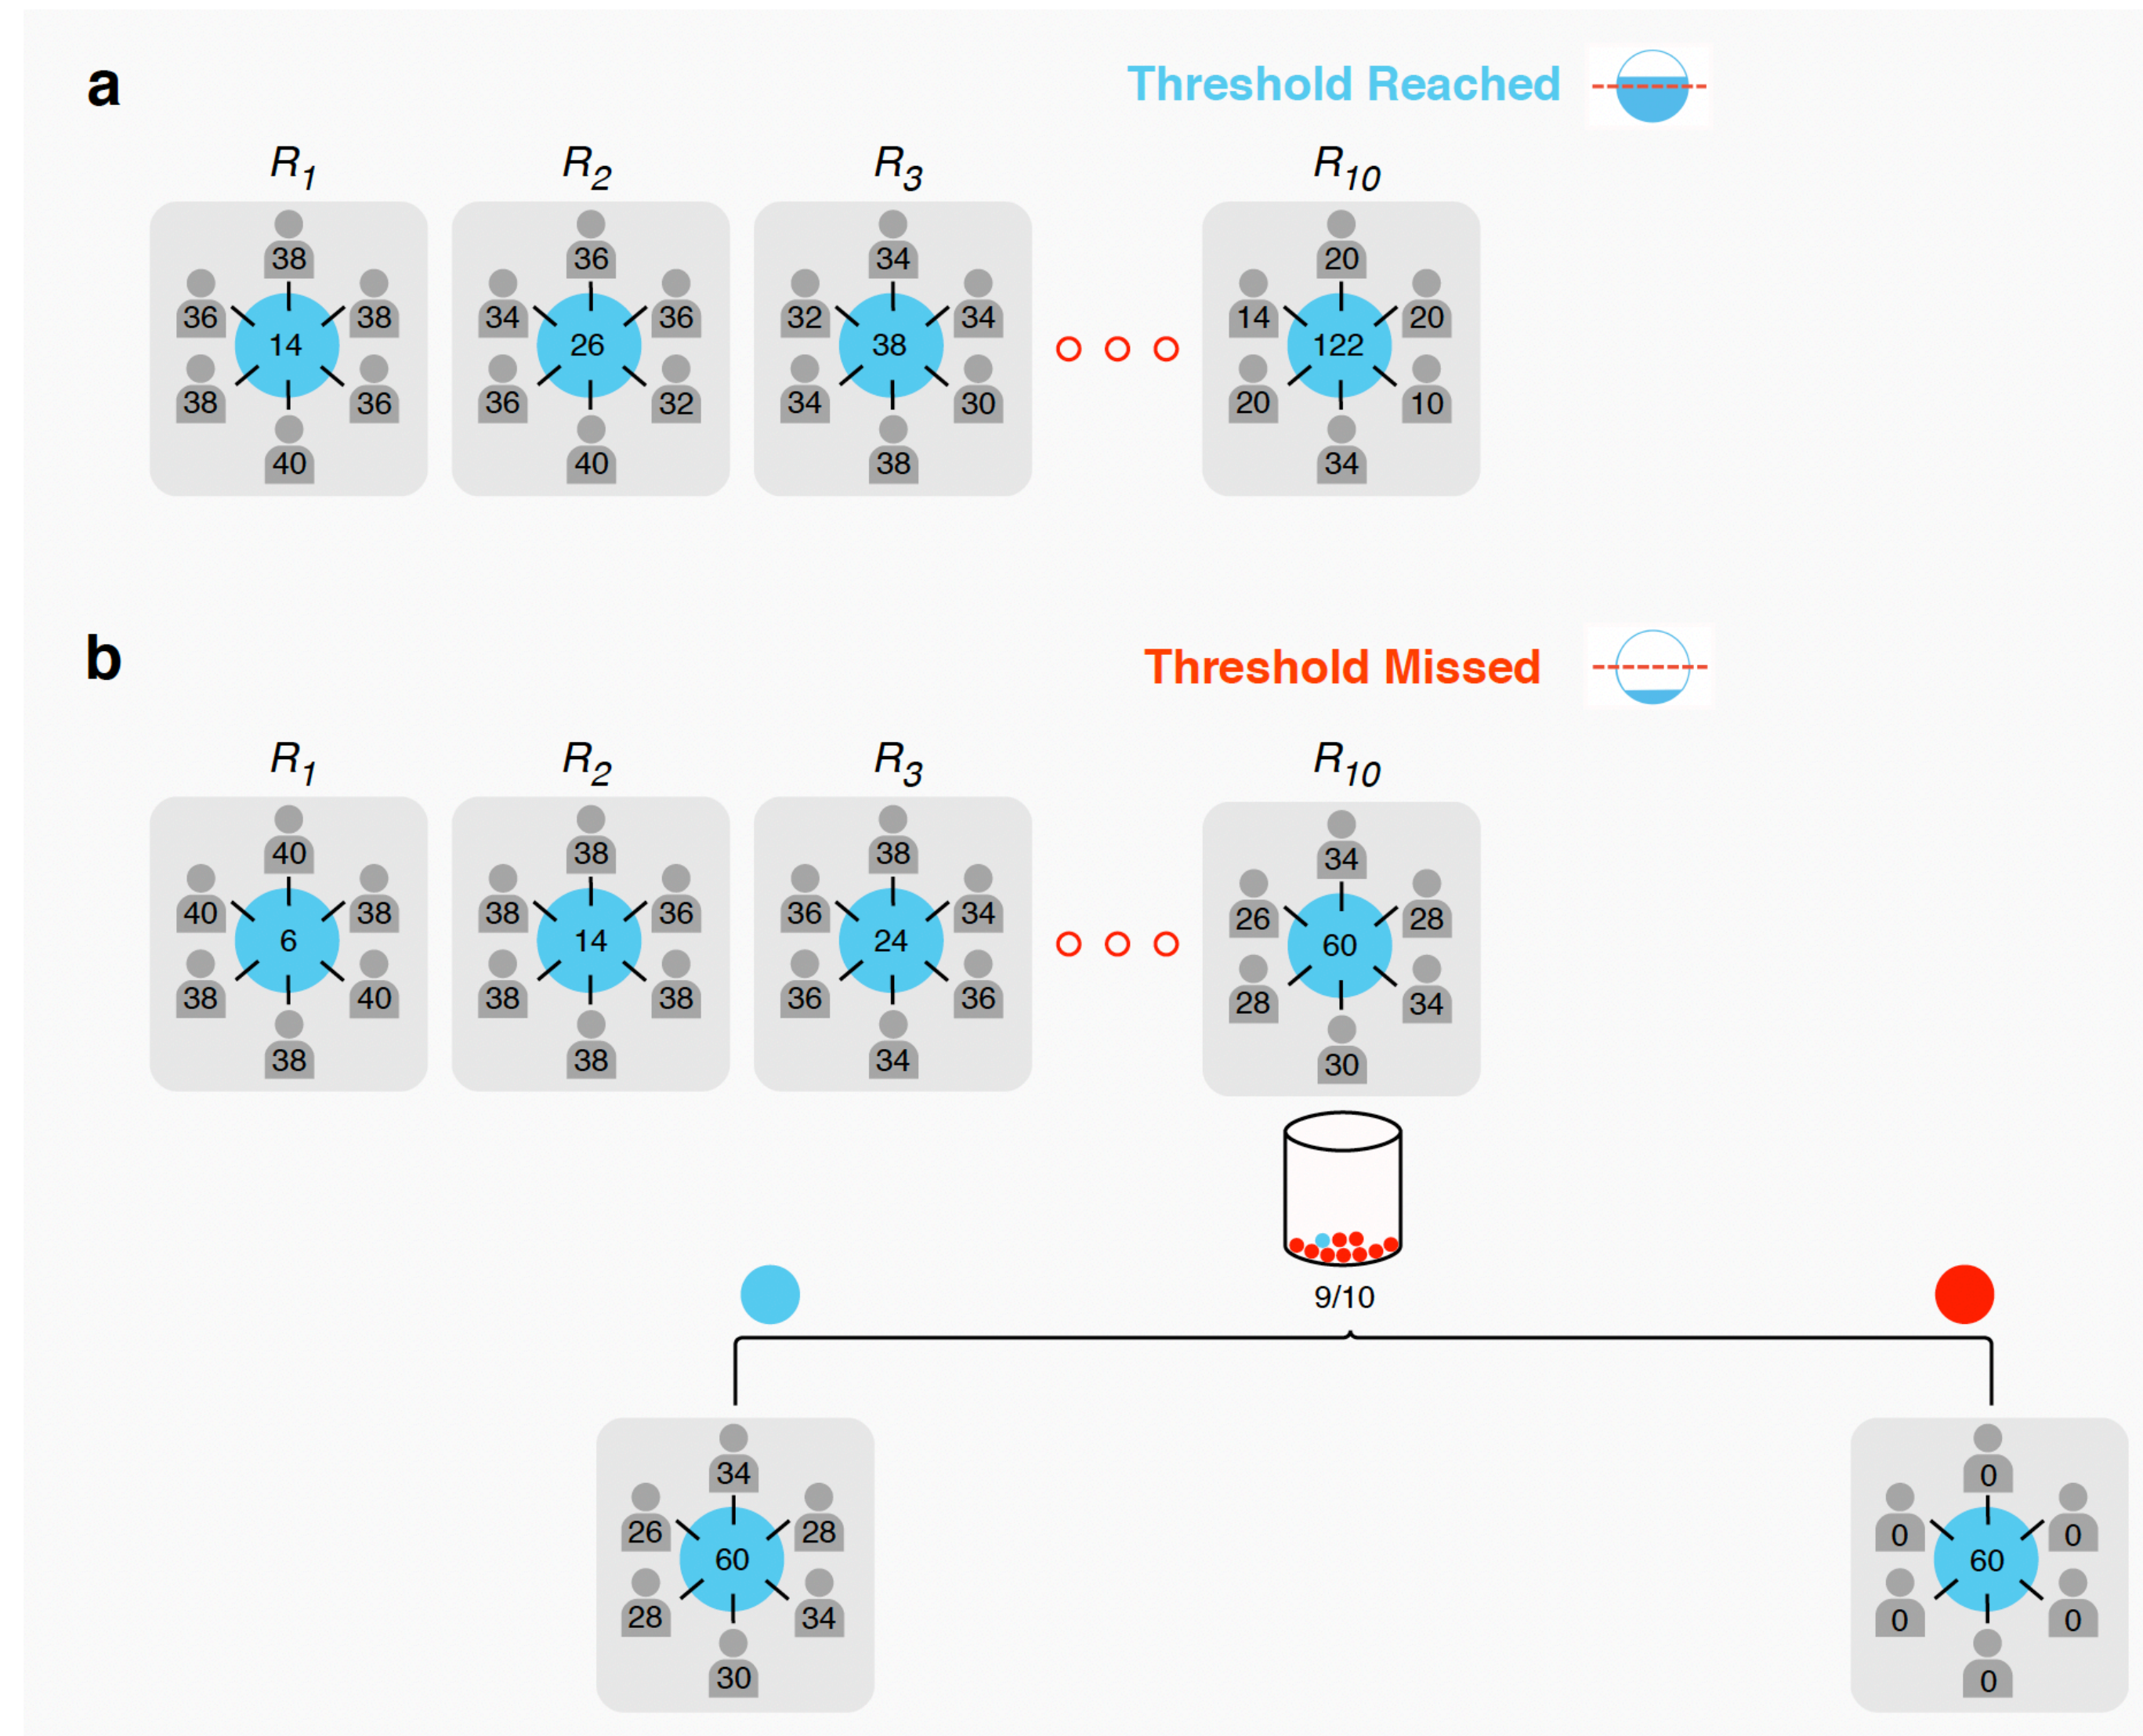 a
Threshold Reached
R1 R2 R3 R10
38 36 34 20
36 38 34 36 32 34 14 20
14 26 38 122
38 36 36 32 34 30 20 10
40 40 38 34
b
Threshold Missed
R1 R2 R3 R10
40 38 38 34
40 38 38 36 36 34 26 28
6 14 24 60
38 40 38 38 36 36 28 34
38 38 34 30
9/10
34 0
26 28 0 0
60 60
28 34 0 0
30 0